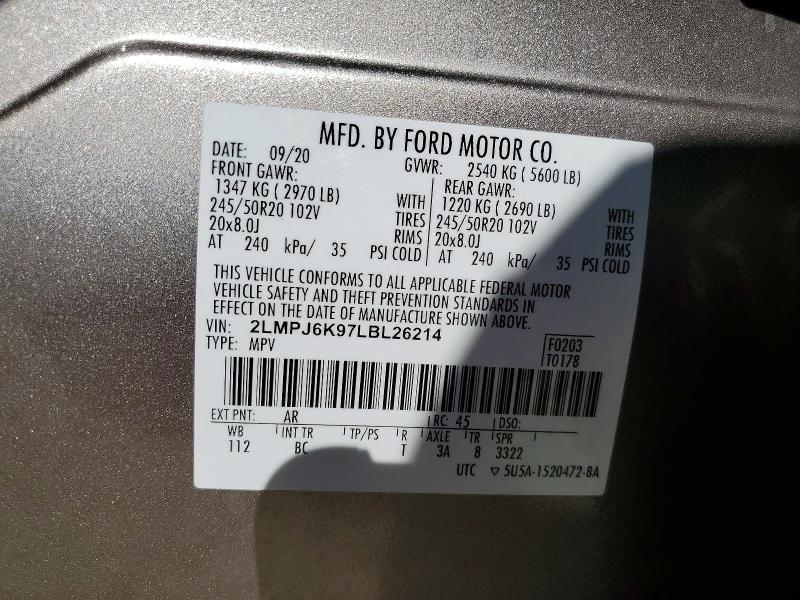 MFD. BY FORD MOTOR CO.
DATE: 09/20 GVWR: 2540 KG ( 5600 LB)
FRONT GAWR: REAR GAWR:
1347 KG ( 2970 LB) WITH 1220 KG ( 2690 LB) WITH
245/50R20 102V TIRES 245/50R20 102V TIRES
20x8.0J RIMS 20x8.0J RIMS
AT 240 kPa/ 35 PSI COLD AT 240 kPa/ 35 PSI COLD
THIS VEHICLE CONFORMS TO ALL APPLICABLE FEDERAL MOTOR
VEHICLE SAFETY AND THEFT PREVENTION STANDARDS IN
EFFECT ON THE DATE OF MANUFACTURE SHOWN ABOVE.
VIN: 2LMPJ6K97LBL26214
TYPE: MPV F0203
T0178
EXT PNT: AR RC: 45 DSO:
WB INT TR TP/PS R AXLE TR SPR
112 BC T 3A 8 3322
UTC ▽ 5U5A-1520472-BA